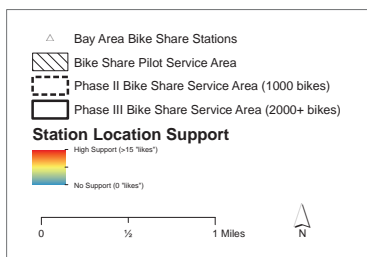 Bay Area Bike Share Stations
Bike Share Pilot Service Area
Phase II Bike Share Service Area (1000 bikes)
Phase III Bike Share Service Area (2000+ bikes)
Station Location Support
High Support (>15 "likes")
No Support (0 "likes")
0 ½ 1 Miles
N